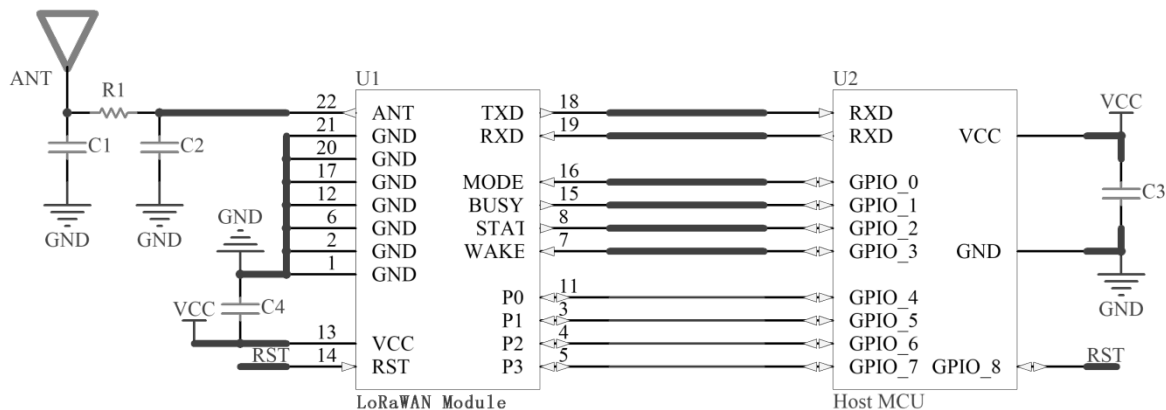 ANT
R1
C1
C2
GND
GND
GND
VCC
C4
RST
U1
22 ANT
21 GND
20 GND
17 GND
12 GND
6 GND
2 GND
1 GND
13 VCC
14 RST
TXD 18
RXD 19
MODE 16
BUSY 15
STAT 8
WAKE 7
P0 11
P1 3
P2 4
P3 5
LoRaWAN Module
U2
RXD
RXD
GPIO_0
GPIO_1
GPIO_2
GPIO_3
GPIO_4
GPIO_5
GPIO_6
GPIO_7
VCC
GND
GPIO_8
Host MCU
VCC
C3
GND
RST